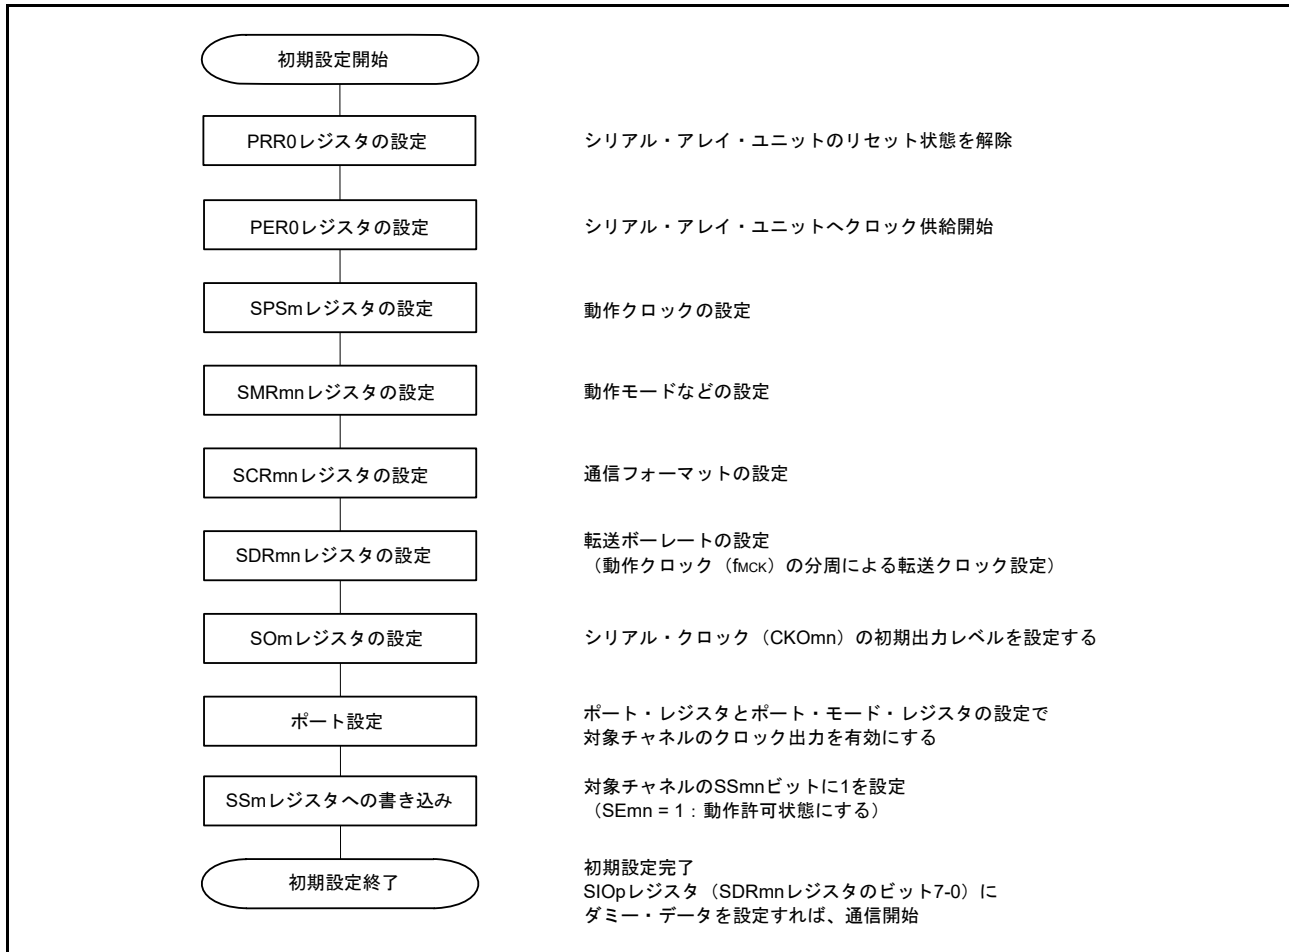 初期設定開始
PRR0レジスタの設定
シリアル・アレイ・ユニットのリセット状態を解除
PER0レジスタの設定
シリアル・アレイ・ユニットへクロック供給開始
SPSmレジスタの設定
動作クロックの設定
SMRmnレジスタの設定
動作モードなどの設定
SCRmnレジスタの設定
通信フォーマットの設定
SDRmnレジスタの設定
転送ボーレートの設定
（動作クロック（fMCK）の分周による転送クロック設定）
SOmレジスタの設定
シリアル・クロック（CKOmn）の初期出力レベルを設定する
ポート設定
ポート・レジスタとポート・モード・レジスタの設定で
対象チャネルのクロック出力を有効にする
SSmレジスタへの書き込み
対象チャネルのSSmnビットに1を設定
（SEmn = 1：動作許可状態にする）
初期設定終了
初期設定完了
SIOpレジスタ（SDRmnレジスタのビット7-0）に
ダミー・データを設定すれば、通信開始